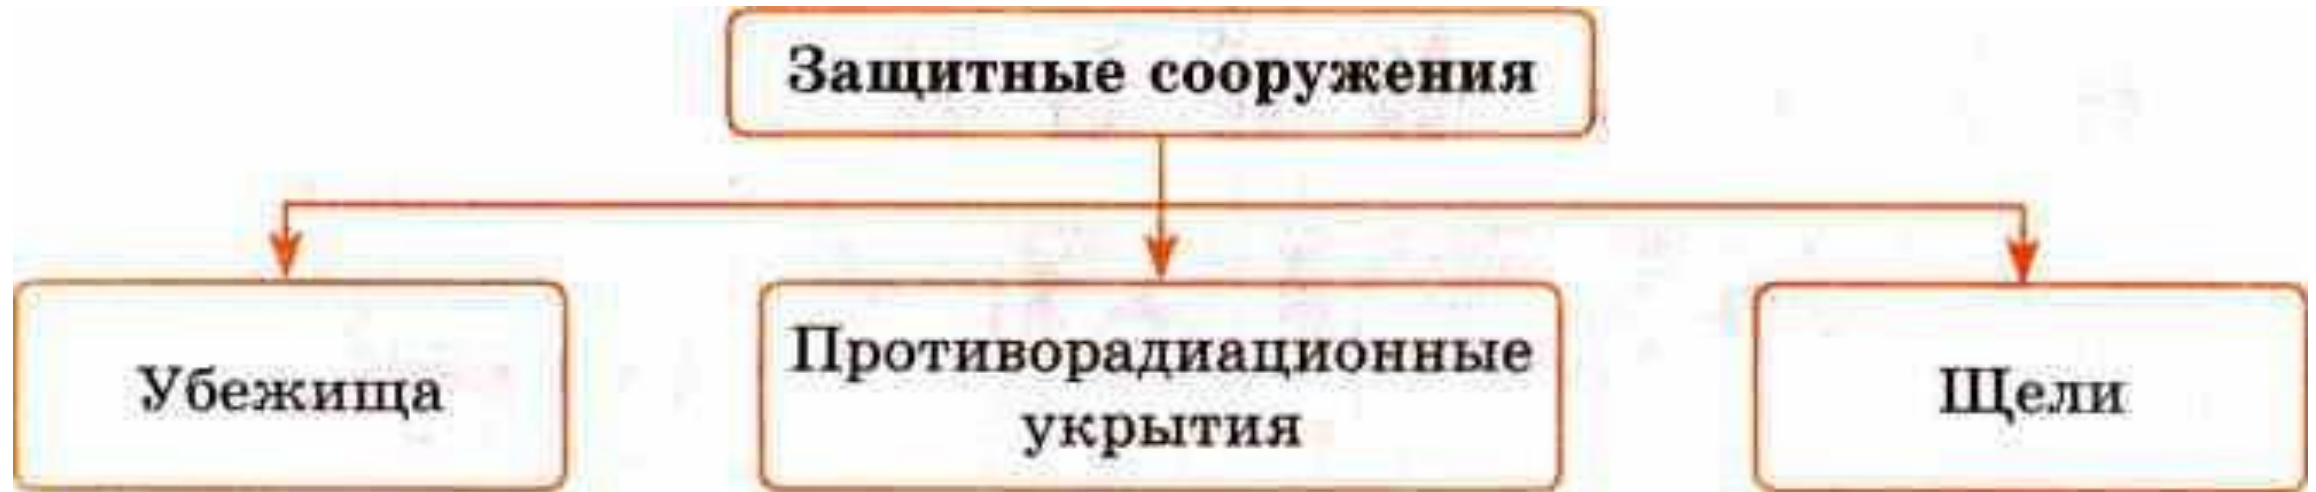 Защитные сооружения
Убежища
Противорадиационные
укрытия
Щели